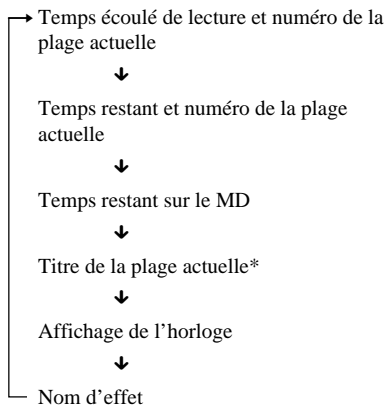 Temps écoulé de lecture et numéro de la
plage actuelle
Temps restant et numéro de la plage
actuelle
Temps restant sur le MD
Titre de la plage actuelle*
Affichage de l’horloge
Nom d’effet